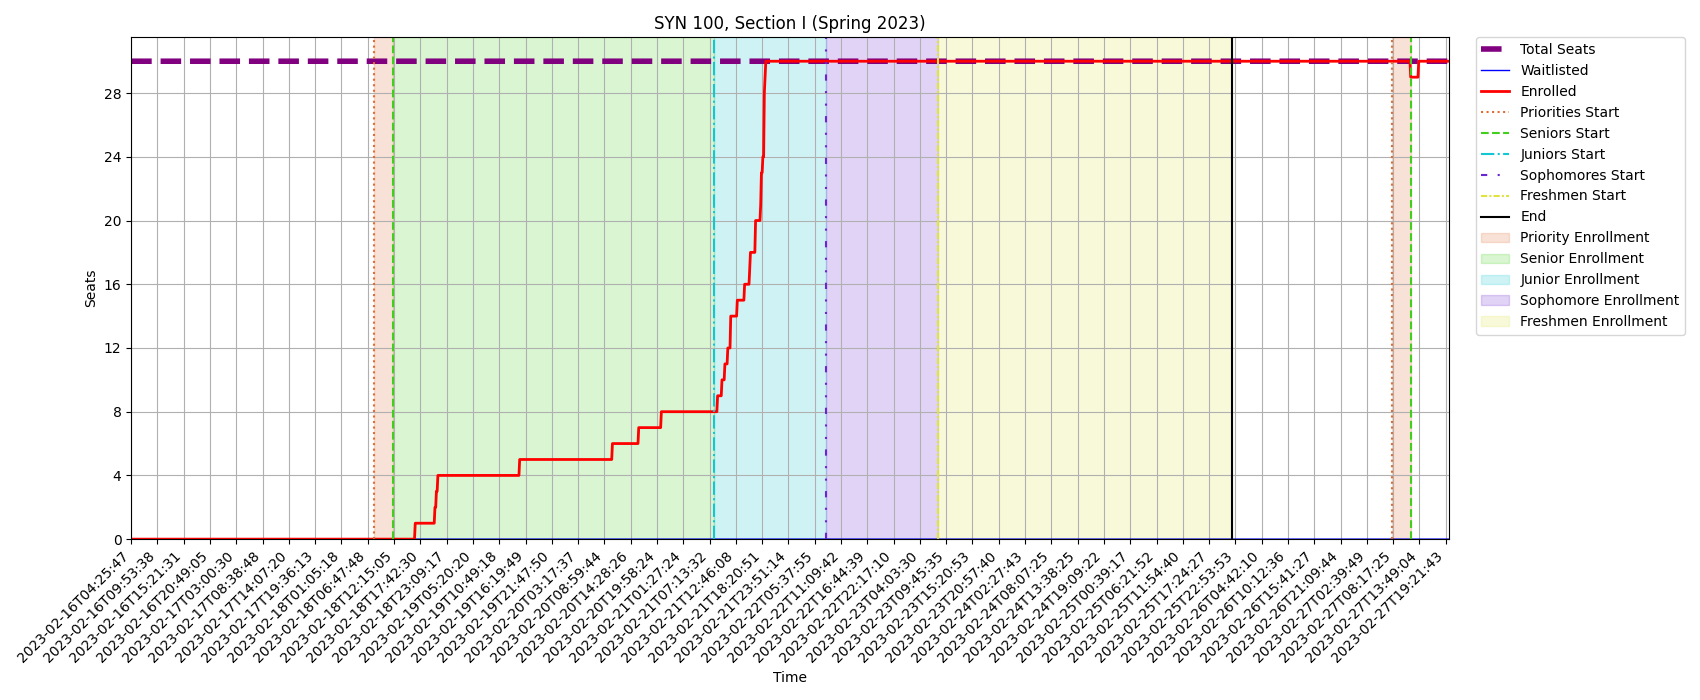 SYN 100, Section I (Spring 2023)
Seats
28
24
20
16
12
8
4
0
2023-02-16T04:25:47
2023-02-16T09:53:38
2023-02-16T15:21:31
2023-02-16T20:49:05
2023-02-17T03:00:30
2023-02-17T08:38:48
2023-02-17T14:07:20
2023-02-17T19:36:13
2023-02-18T01:05:18
2023-02-18T06:47:48
2023-02-18T12:15:05
2023-02-18T17:42:30
2023-02-18T23:09:17
2023-02-19T05:20:20
2023-02-19T10:49:18
2023-02-19T16:19:49
2023-02-19T21:47:50
2023-02-20T03:17:37
2023-02-20T08:59:44
2023-02-20T14:28:26
2023-02-20T19:58:24
2023-02-21T01:27:24
2023-02-21T07:13:32
2023-02-21T12:46:08
2023-02-21T18:20:51
2023-02-21T23:51:14
2023-02-22T05:37:55
2023-02-22T11:09:42
2023-02-22T16:44:39
2023-02-22T22:17:10
2023-02-23T04:03:30
2023-02-23T09:45:35
2023-02-23T15:20:53
2023-02-23T20:57:40
2023-02-24T02:27:43
2023-02-24T08:07:25
2023-02-24T13:38:25
2023-02-24T19:09:22
2023-02-25T00:39:17
2023-02-25T06:21:52
2023-02-25T11:54:40
2023-02-25T17:24:27
2023-02-25T22:53:53
2023-02-26T04:42:10
2023-02-26T10:12:36
2023-02-26T15:41:27
2023-02-26T21:09:44
2023-02-27T02:39:49
2023-02-27T08:17:25
2023-02-27T13:49:04
2023-02-27T19:21:43
Time
Total Seats
Waitlisted
Enrolled
Priorities Start
Seniors Start
Juniors Start
Sophomores Start
Freshmen Start
End
Priority Enrollment
Senior Enrollment
Junior Enrollment
Sophomore Enrollment
Freshmen Enrollment